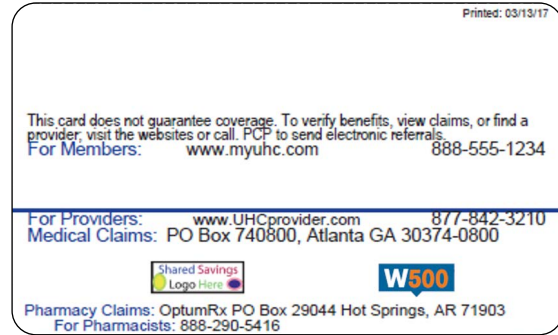 Printed: 03/13/17
This card does not guarantee coverage. To verify benefits, view claims, or find a
provider, visit the websites or call. PCP to send electronic referrals.
For Members: www.myuhc.com 888-555-1234
For Providers: www.UHCprovider.com 877-842-3210
Medical Claims: PO Box 740800, Atlanta GA 30374-0800
Shared Savings
Logo Here
W500
Pharmacy Claims: OptumRx PO Box 29044 Hot Springs, AR 71903
For Pharmacists: 888-290-5416